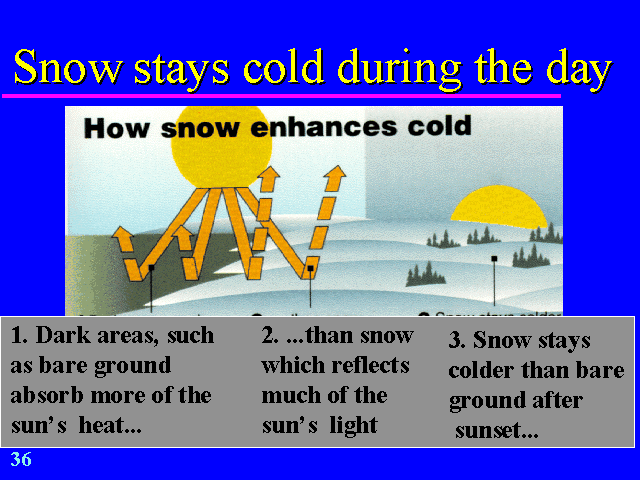 Snow stays cold during the day
How snow enhances cold
1. Dark areas, such
as bare ground
absorb more of the
sun’s heat...
2. ...than snow
which reflects
much of the
sun’s light
3. Snow stays
colder than bare
ground after
sunset...
36